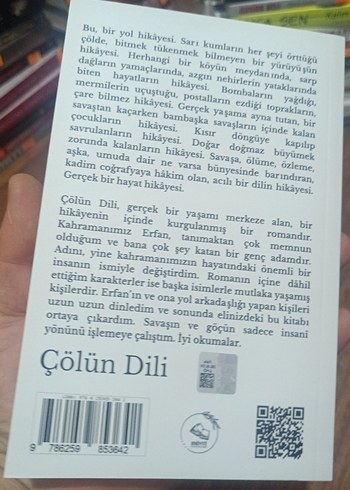 Bu, bir yol hikâyesi. Sarı kumların her şeyi örttüğü
çölde, bitmek tükenmek bilmeyen bir yürüyüşün
hikâyesi. Herhangi bir köyün meydanında, sarp
dağların yamaçlarında, azgın nehirlerin yataklarında
biten hayatların hikâyesi. Bombaların yağdığı,
mermilerin uçuştuğu, postalların ezdiği toprakların,
çare bilmez hikâyesi. Gerçek yaşama ayna tutan, bir
savaştan kaçarken bambaşka savaşların içinde kalan
çocukların hikâyesi. Kısır döngüye kapılıp
savrulanların hikâyesi. Doğar doğmaz büyümek
zorunda kalanların hikâyesi. Savaşa, ölüme, özleme,
aşka, umuda dair ne varsa bünyesinde barındıran,
kadim coğrafyaya hâkim olan, acılı bir dilin hikâyesi.
Gerçek bir hayat hikâyesi.
Çölün Dili, gerçek bir yaşamı merkeze alan, bir
hikâyenin içinde kurgulanmış bir romandır.
Kahramanımız Erfan, tanımaktan çok memnun
olduğum ve bana çok şey katan bir genç adamdır.
Adını, yine kahramanımızın hayatındaki önemli bir
insanın ismiyle değiştirdim. Romanın içine dâhil
ettiğim karakterler ise başka isimlerle mutlaka yaşamış
kişilerdir. Erfan'ın ve ona yol arkadaşlığı yapan kişileri
uzun uzun dinledim ve sonunda elinizdeki bu kitabı
ortaya çıkardım. Savaşın ve göçün sadece insani
yönünü işlemeye çalıştım. İyi okumalar.
Çölün Dili
9 786259 853642